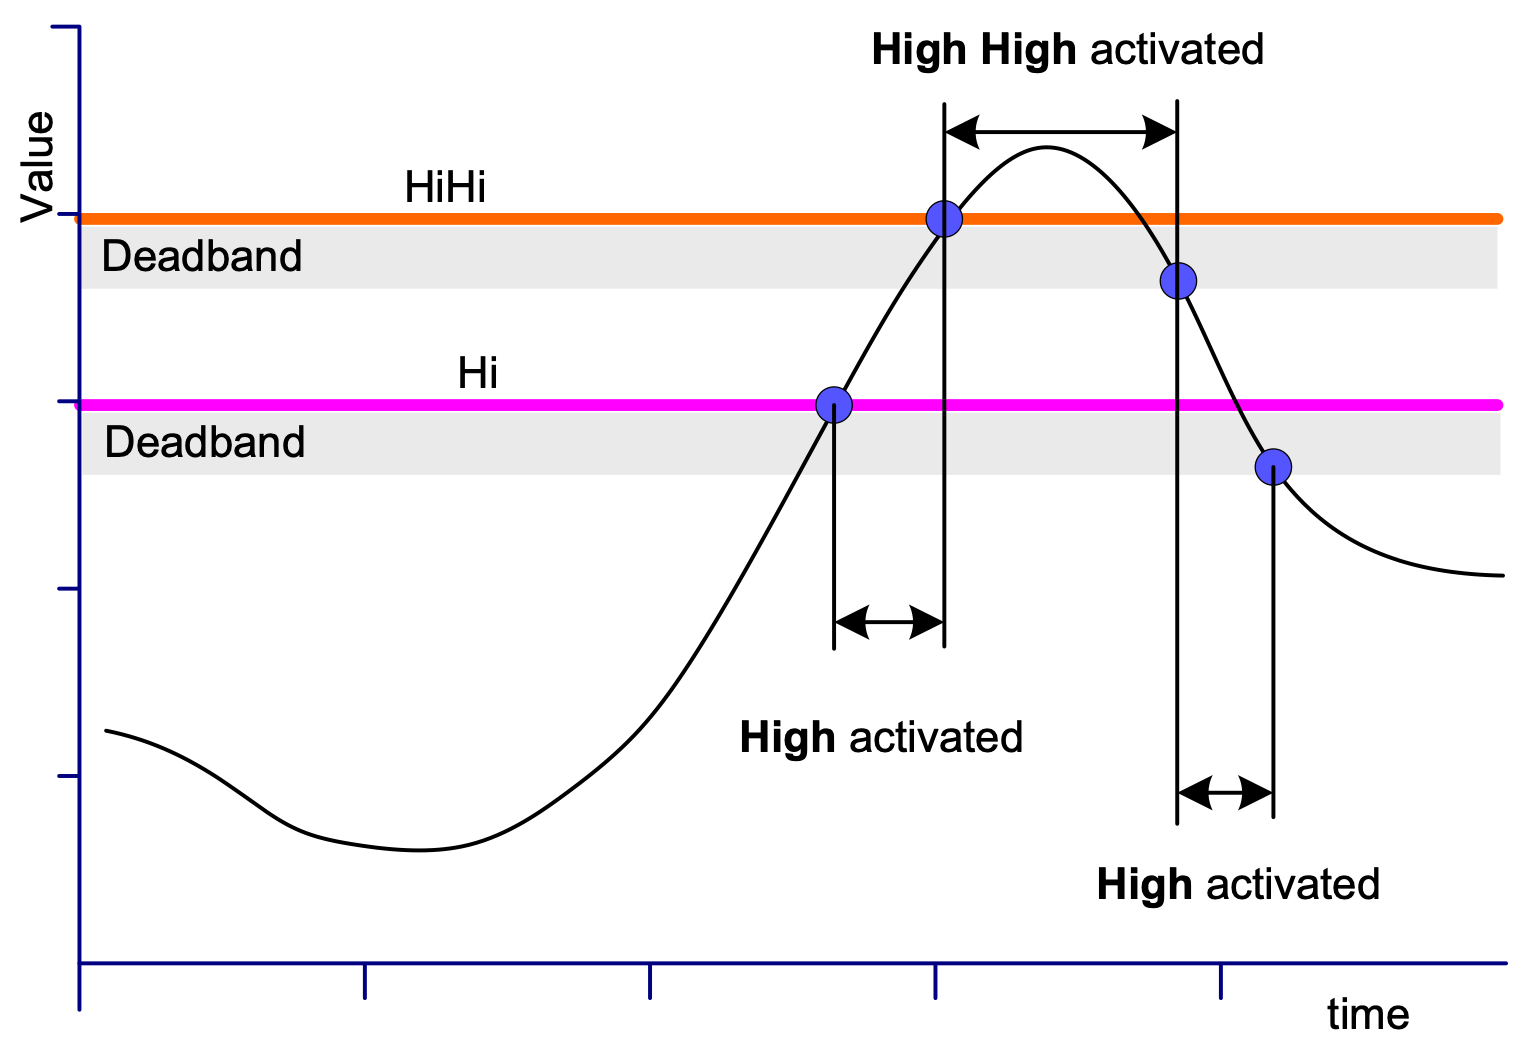 High High activated
Value
HiHi
Deadband
Hi
Deadband
High activated
High activated
time